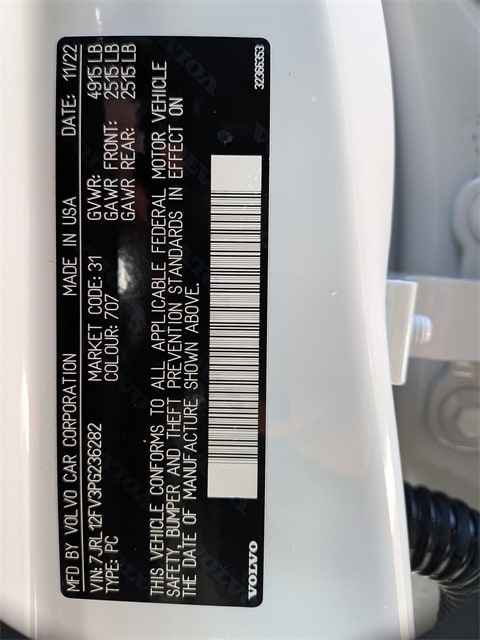 MFD BY VOLVO CAR CORPORATION MADE IN USA DATE: 11/22
VIN: 7JRL12FV3PG236282 MARKET CODE: 31 GVWR: 4915 LB
TYPE: PC COLOUR: 707 GAWR FRONT: 2515 LB
GAWR REAR: 2515 LB
THIS VEHICLE CONFORMS TO ALL APPLICABLE FEDERAL MOTOR VEHICLE
SAFETY, BUMPER AND THEFT PREVENTION STANDARDS IN EFFECT ON
THE DATE OF MANUFACTURE SHOWN ABOVE.
VOLVO 32366353